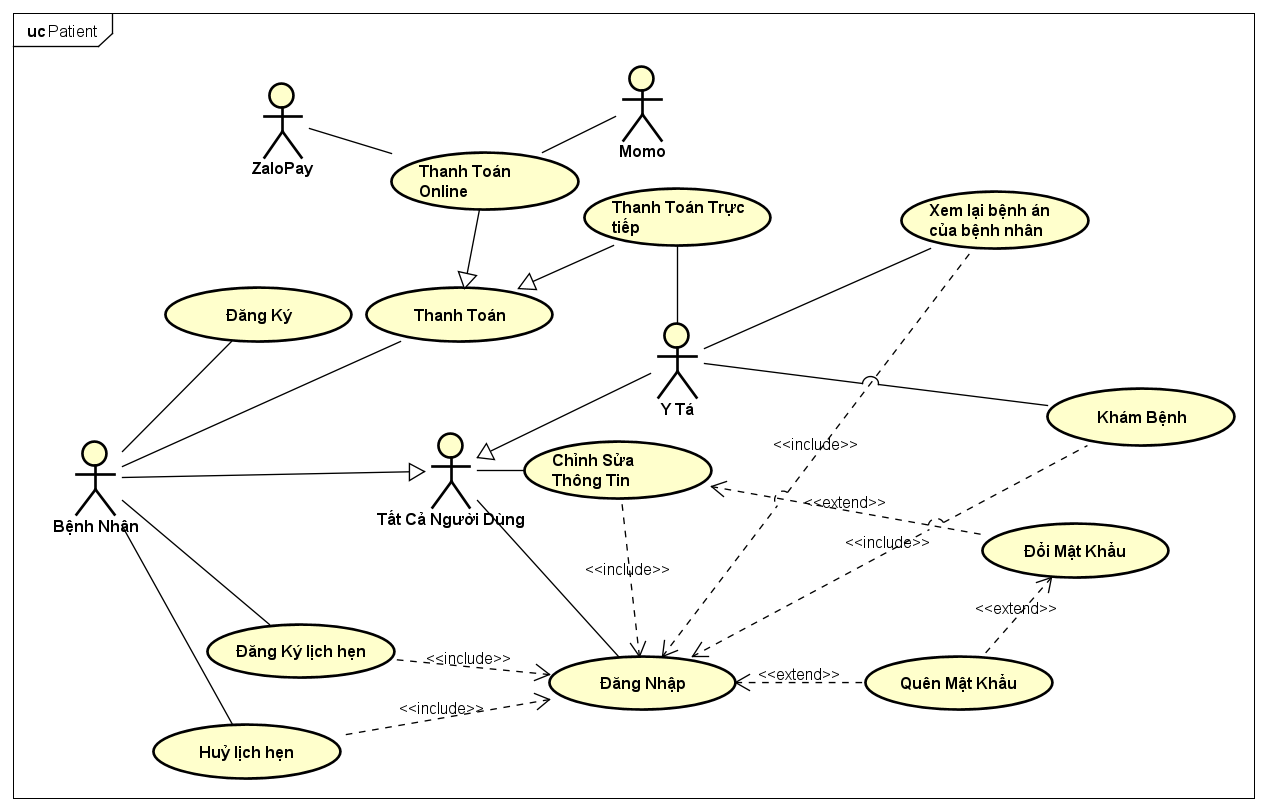 uc Patient
Momo
ZaloPay
Thanh Toán
Online
Thanh Toán Trực
tiếp
Xem lại bệnh án
của bệnh nhân
Đăng Ký
Thanh Toán
Y Tá
Khám Bệnh
<<include>>
Chỉnh Sửa
Thông Tin
<<extend>>
Bệnh Nhận
Tất Cả Người Dùng
<<include>>
Đổi Mật Khẩu
<<include>>
<<extend>>
Đăng Ký lịch hẹn
<<include>>
<<extend>>
Đăng Nhập
Quên Mật Khẩu
<<include>>
Huỷ lịch hẹn